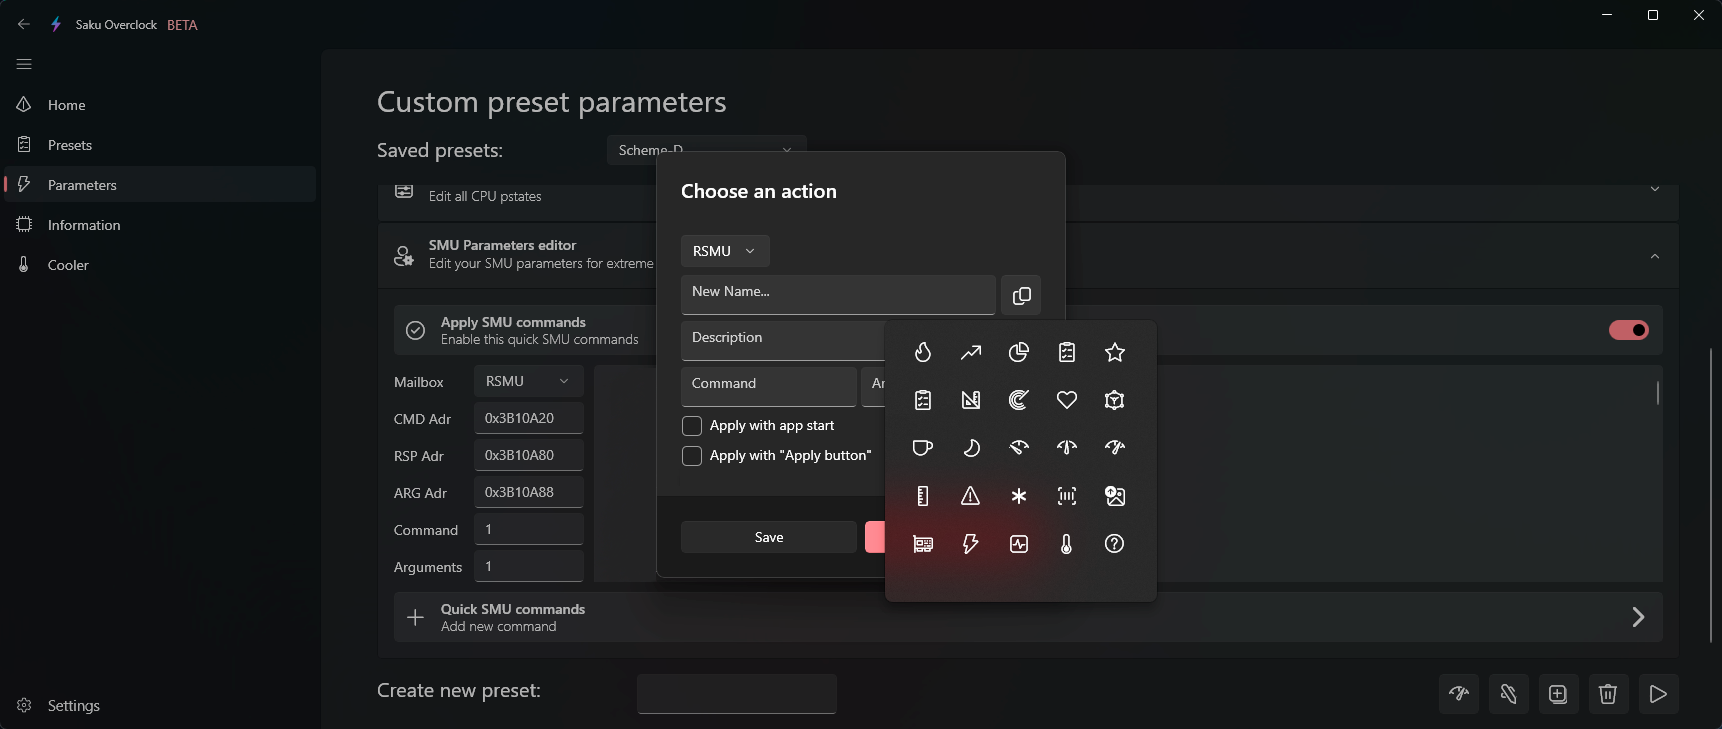 Saku Overclock BETA
Home
Presets
Parameters
Information
Cooler
Settings
Custom preset parameters
Saved presets:
Scheme-D
Edit all CPU pstates
SMU Parameters editor
Edit your SMU parameters for extreme
Apply SMU commands
Enable this quick SMU commands
Mailbox
RSMU
CMD Adr
0x3B10A20
RSP Adr
0x3B10A80
ARG Adr
0x3B10A88
Command
1
Arguments
1
Quick SMU commands
Add new command
Create new preset:
Choose an action
RSMU
New Name...
Description
Command
Apply with app start
Apply with "Apply button"
Save